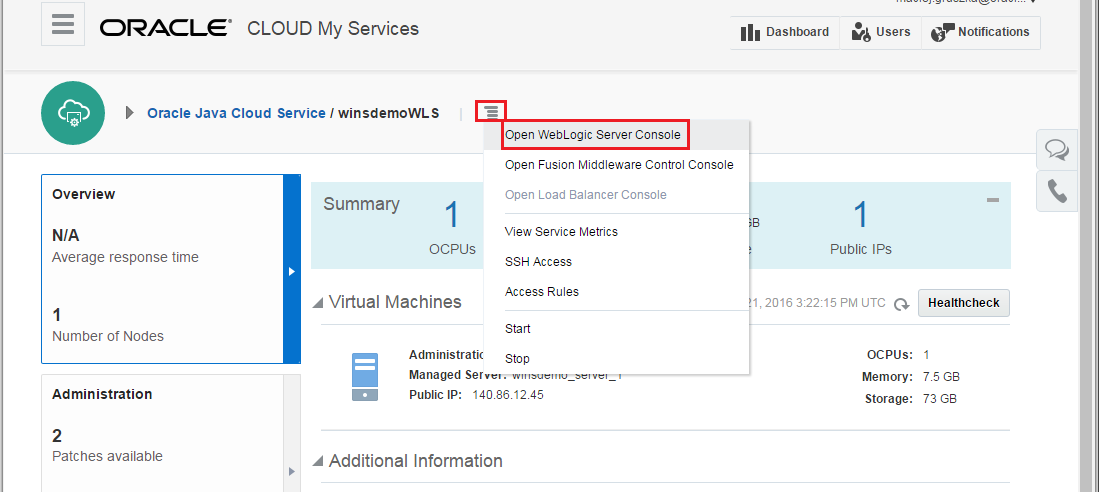 ORACLE CLOUD My Services
Dashboard Users Notifications
Oracle Java Cloud Service / winsdemoWLS
Open WebLogic Server Console
Open Fusion Middleware Control Console
Open Load Balancer Console
View Service Metrics
SSH Access
Access Rules
Start
Stop
Overview
N/A
Average response time
1
Number of Nodes
Administration
2
Patches available
Summary
1
OCPUs
1
Public IPs
Virtual Machines
21, 2016 3:22:15 PM UTC
Healthcheck
Managed Server: winsdemo_server_1
Public IP: 140.86.12.45
OCPUs: 1
Memory: 7.5 GB
Storage: 73 GB
Additional Information